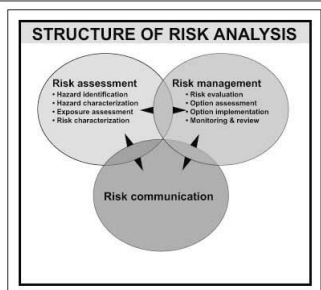 STRUCTURE OF RISK ANALYSIS
Risk assessment
• Hazard identification
• Hazard characterization
• Exposure assessment
• Risk characterization
Risk management
• Risk evaluation
• Option assessment
• Option implementation
• Monitoring & review
Risk communication